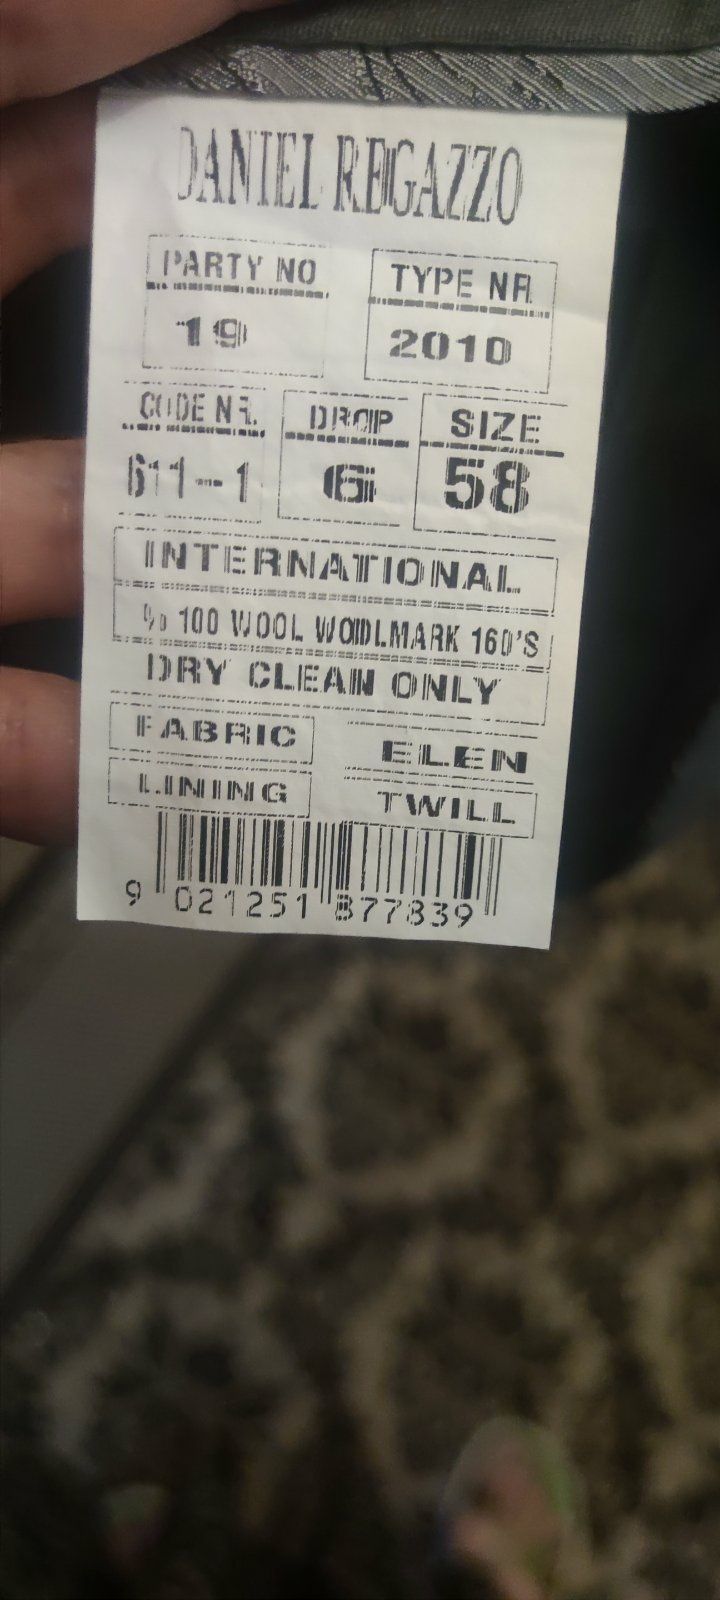 DANIEL REGAZZO
PARTY NO
19
TYPE NR
2010
CODE NR.
611--1
DROP
6
SIZE
58
INTERNATIONAL
% 100 WOOL WOOLMARK 160'S
DRY CLEAN ONLY
FABRIC ELEN
LINING TWILL
9 021251 877839